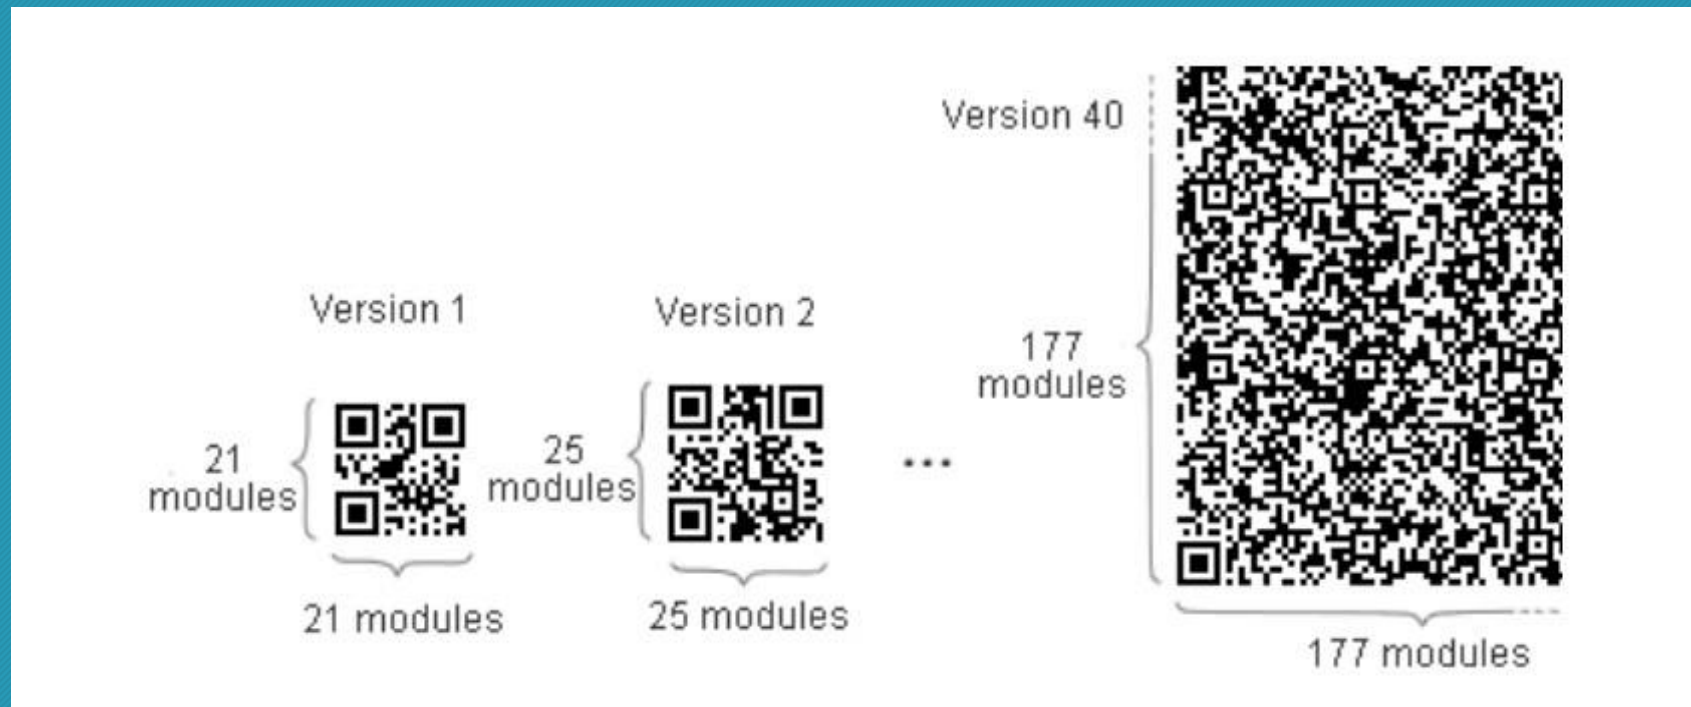 Version 1
21
modules
21 modules
Version 2
25
modules
25 modules
...
Version 40
177
modules
177 modules